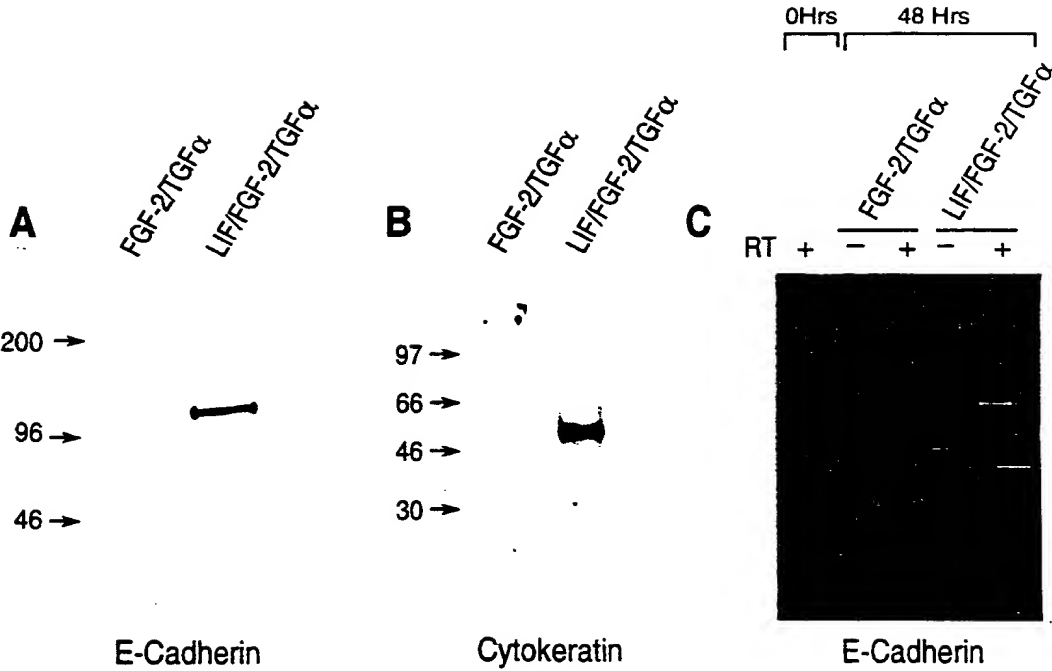 A
FGF-2/TGFα
LIF/FGF-2/TGFα
200
96
46
E-Cadherin
B
FGF-2/TGFα
LIF/FGF-2/TGFα
97
66
46
30
Cytokeratin
C
0Hrs
48 Hrs
FGF-2/TGFα
LIF/FGF-2/TGFα
RT + − + − +
E-Cadherin